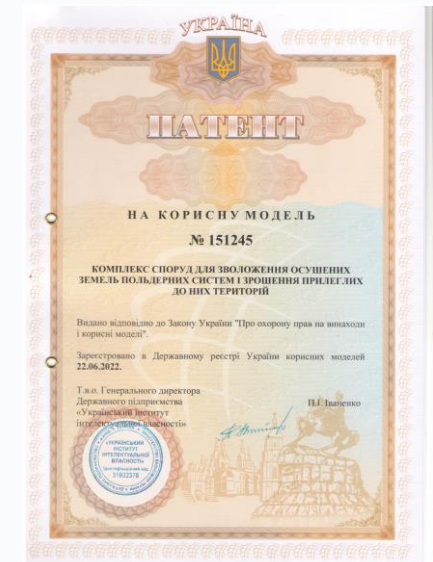 УКРАЇНА
ПАТЕНТ
НА КОРИСНУ МОДЕЛЬ
№ 151245
КОМПЛЕКС СПОРУД ДЛЯ ЗВОЛОЖЕННЯ ОСУШЕНИХ
ЗЕМЕЛЬ ПОЛЬДЕРНИХ СИСТЕМ І ЗРОШЕННЯ ПРИЛЕГЛИХ
ДО НИХ ТЕРИТОРІЙ
Видано відповідно до Закону України "Про охорону прав на винаходи
і корисні моделі".
Зареєстровано в Державному реєстрі України корисних моделей
22.06.2022.
Т.в.о. Генерального директора
Державного підприємства
«Український інститут
інтелектуальної власності»
П.І. Іваненко
«УКРАЇНСЬКИЙ
ІНСТИТУТ
ІНТЕЛЕКТУАЛЬНОЇ
ВЛАСНОСТІ»
31032378